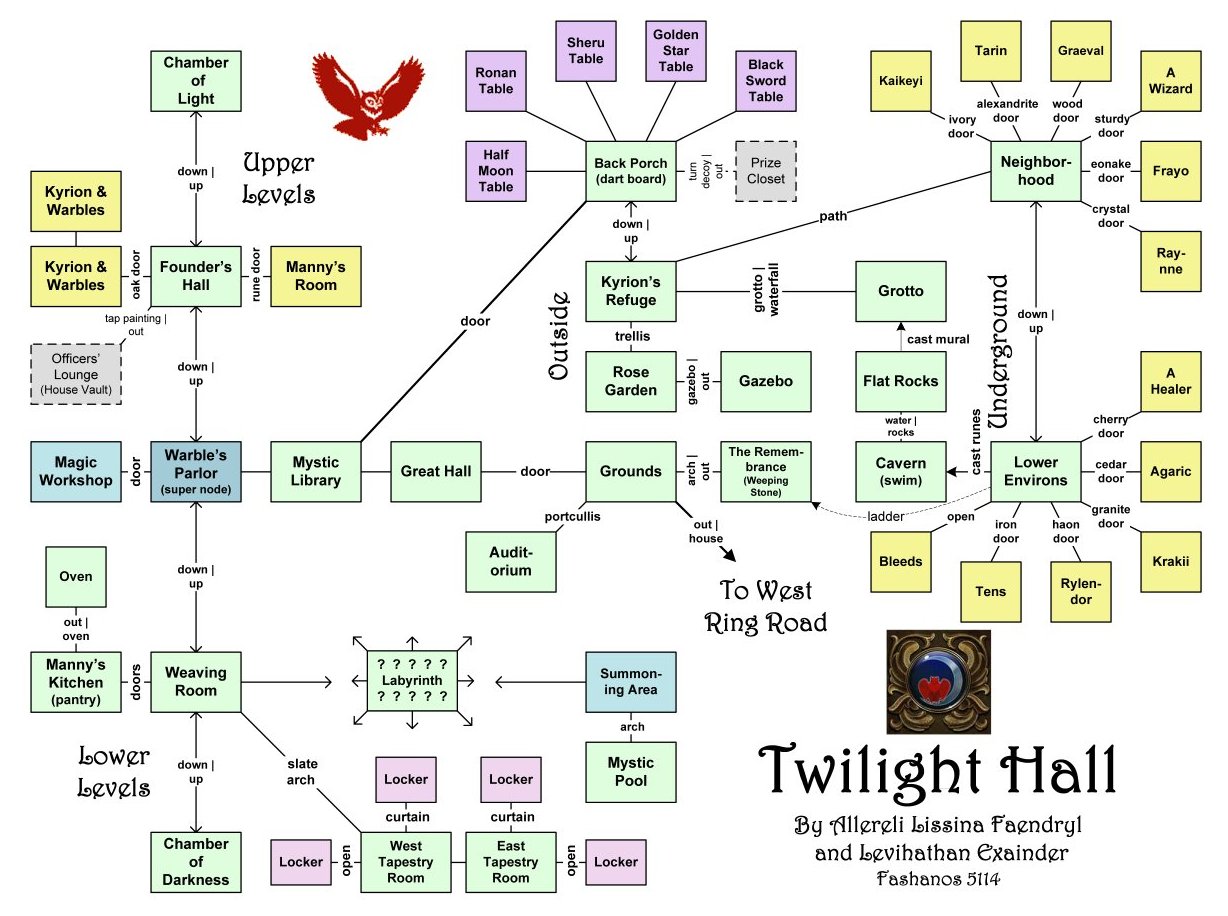 Chamber
of
Light
down |
up
Upper
Levels
Kyrion &
Warbles
Kyrion &
Warbles
oak door
Founder's
Hall
rune door
Manny's
Room
tap painting |
out
Officers'
Lounge
(House Vault)
down |
up
Magic
Workshop
door
Warble's
Parlor
(super node)
Mystic
Library
Great Hall
door
Grounds
arch |
out
The Remem-
brance
(Weeping
Stone)
portcullis
Audit-
orium
out |
house
To West
Ring Road
door
Ronan
Table
Sheru
Table
Golden
Star
Table
Black
Sword
Table
Half
Moon
Table
Back Porch
(dart board)
turn
decoy |
out
Prize
Closet
down |
up
path
Outside
Kyrion's
Refuge
grotto |
waterfall
Grotto
trellis
Rose
Garden
gazebo |
out
Gazebo
cast mural
Flat Rocks
water |
rocks
Cavern
(swim)
cast runes
Underground
Kaikeyi
Tarin
Graeval
A
Wizard
ivory
door
alexandrite
door
wood
door
sturdy
door
Neighbor-
hood
eonake
door
Frayo
crystal
door
Ray-
nne
down |
up
A
Healer
cherry
door
Lower
Environs
cedar
door
Agaric
ladder
open
iron
door
haon
door
granite
door
Bleeds
Tens
Rylen-
dor
Krakii
down |
up
Oven
out |
oven
Manny's
Kitchen
(pantry)
doors
Weaving
Room
? ? ? ? ?
Labyrinth
? ? ? ? ?
Summon-
ing Area
arch
Mystic
Pool
Lower
Levels
down |
up
slate
arch
Chamber
of
Darkness
Locker
curtain
Locker
curtain
Locker
open
West
Tapestry
Room
East
Tapestry
Room
open
Locker
Twilight Hall
By Allereli Lissina Faendryl
and Levihathan Exainder
Fashanos 5114